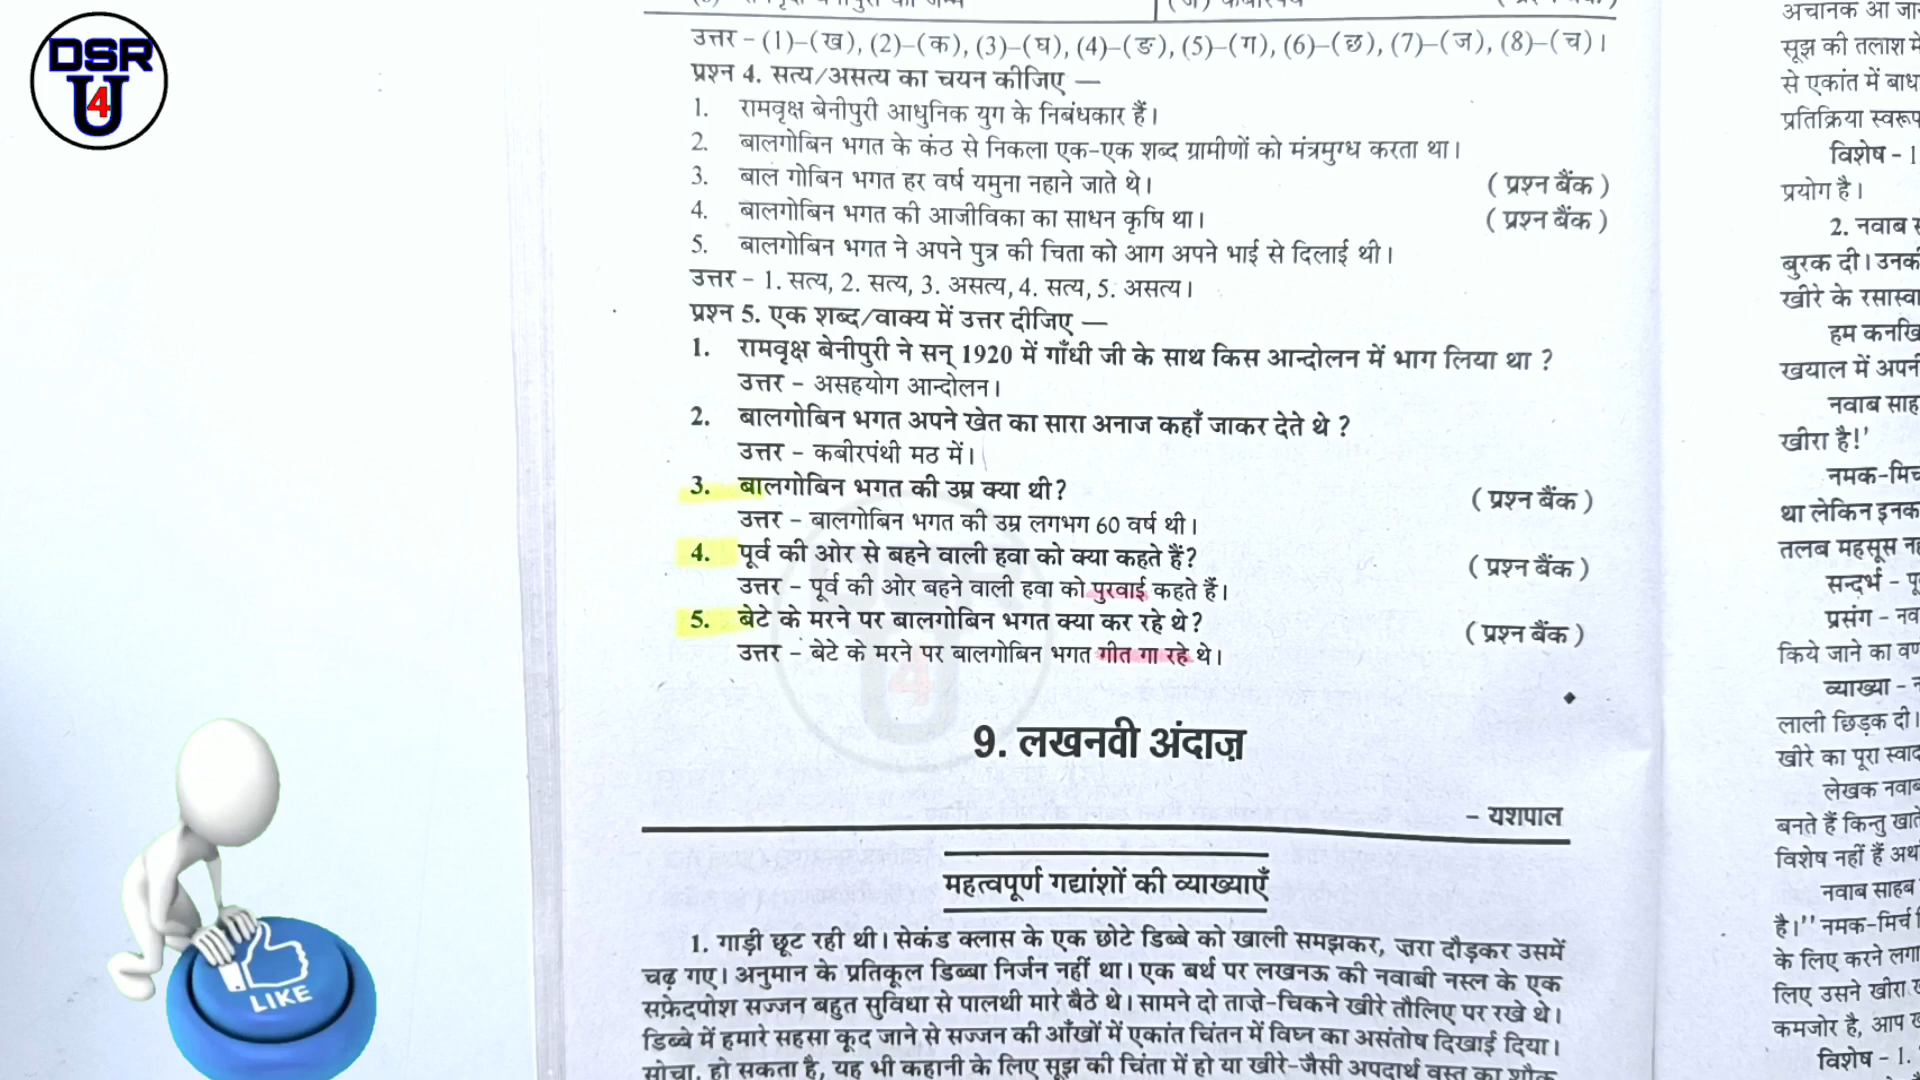 DSR
4
U
उत्तर – (1)–(ख), (2)–(क), (3)–(घ), (4)–(ङ), (5)–(ग), (6)–(छ), (7)–(ज), (8)–(च)।
प्रश्न 4. सत्य/असत्य का चयन कीजिए —
1. रामवृक्ष बेनीपुरी आधुनिक युग के निबंधकार हैं।
2. बालगोबिन भगत के कंठ से निकला एक-एक शब्द ग्रामीणों को मंत्रमुग्ध करता था।
3. बाल गोबिन भगत हर वर्ष यमुना नहाने जाते थे। ( प्रश्न बैंक )
4. बालगोबिन भगत की आजीविका का साधन कृषि था। ( प्रश्न बैंक )
5. बालगोबिन भगत ने अपने पुत्र की चिता को आग अपने भाई से दिलाई थी।
उत्तर – 1. सत्य, 2. सत्य, 3. असत्य, 4. सत्य, 5. असत्य।
प्रश्न 5. एक शब्द/वाक्य में उत्तर दीजिए —
1. रामवृक्ष बेनीपुरी ने सन् 1920 में गाँधी जी के साथ किस आन्दोलन में भाग लिया था ?
उत्तर – असहयोग आन्दोलन।
2. बालगोबिन भगत अपने खेत का सारा अनाज कहाँ जाकर देते थे ?
उत्तर – कबीरपंथी मठ में।
3. बालगोबिन भगत की उम्र क्या थी? ( प्रश्न बैंक )
उत्तर – बालगोबिन भगत की उम्र लगभग 60 वर्ष थी।
4. पूर्व की ओर से बहने वाली हवा को क्या कहते हैं? ( प्रश्न बैंक )
उत्तर – पूर्व की ओर बहने वाली हवा को पुरवाई कहते हैं।
5. बेटे के मरने पर बालगोबिन भगत क्या कर रहे थे? ( प्रश्न बैंक )
उत्तर – बेटे के मरने पर बालगोबिन भगत गीत गा रहे थे।
9. लखनवी अंदाज़
– यशपाल
महत्वपूर्ण गद्यांशों की व्याख्याएँ
1. गाड़ी छूट रही थी। सेकंड क्लास के एक छोटे डिब्बे को खाली समझकर, ज़रा दौड़कर उसमें
चढ़ गए। अनुमान के प्रतिकूल डिब्बा निर्जन नहीं था। एक बर्थ पर लखनऊ की नवाबी नस्ल के एक
सफ़ेदपोश सज्जन बहुत सुविधा से पालथी मारे बैठे थे। सामने दो ताज़े-चिकने खीरे तौलिए पर रखे थे।
डिब्बे में हमारे सहसा कूद जाने से सज्जन की आँखों में एकांत चिंतन में विघ्न का असंतोष दिखाई दिया।
सोचा, हो सकता है, यह भी कहानी के लिए सूझ की चिंता में हो या खीरे-जैसी अपदार्थ वस्तु का शौक
अचानक आ
सूझ की तलाश में
से एकांत में
प्रतिक्रिया स्वरूप
विशेष – 1
प्रयोग है।
2. नवाब
बुरक दी। उनकी
खीरे के
हम
खयाल में अपनी
नवाब
खीरा है!'
नमक-मिर्च
था लेकिन
तलब महसूस
सन्दर्भ –
प्रसंग –
किये जाने का
व्याख्या –
लाली छिड़क दी।
खीरे का पूरा
लेखक
बनते हैं किन्तु
विशेष नहीं हैं
नवाब साहब
है।'' नमक-मिर्च
के लिए करने
लिए उसने खीरा
कमजोर है, आप
विशेष – 1.
LIKE